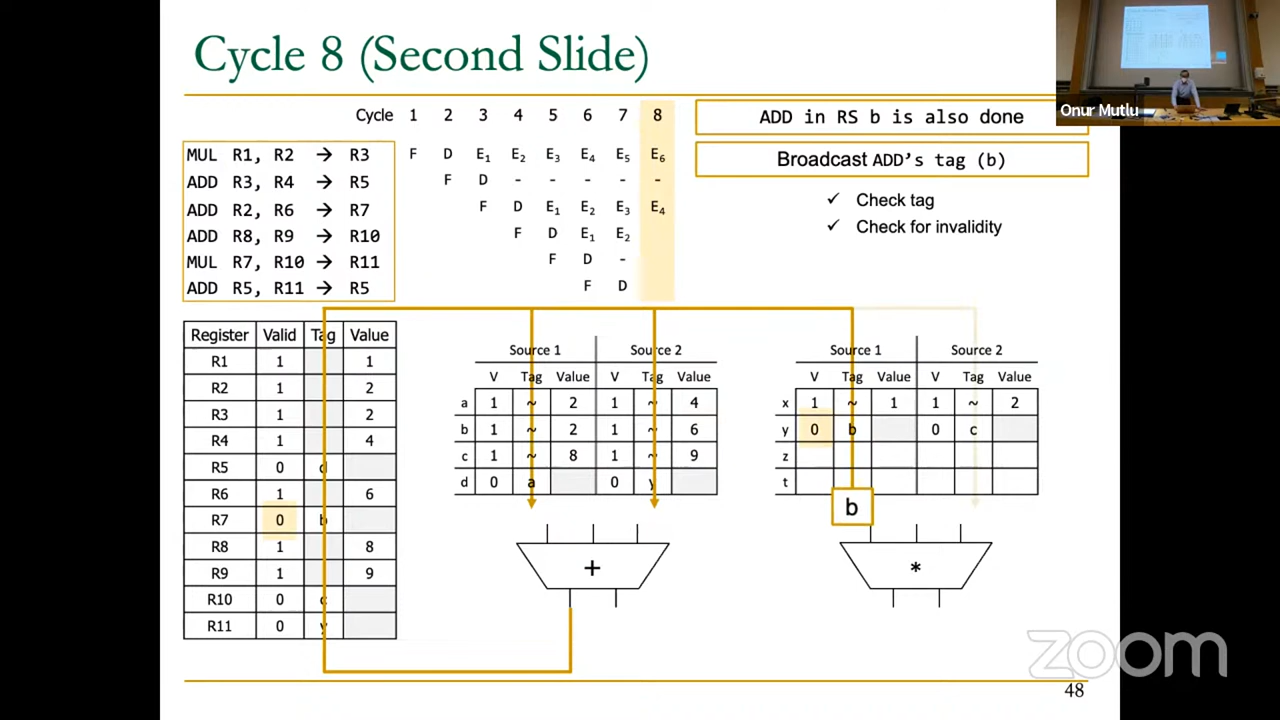 Cycle 8 (Second Slide)
Onur Mutlu
Cycle 1 2 3 4 5 6 7 8
MUL R1, R2 → R3 F D E₁ E₂ E₃ E₄ E₅ E₆
ADD R3, R4 → R5 F D - - - - -
ADD R2, R6 → R7 F D E₁ E₂ E₃ E₄
ADD R8, R9 → R10 F D E₁ E₂
MUL R7, R10 → R11 F D -
ADD R5, R11 → R5 F D
ADD in RS b is also done
Broadcast ADD's tag (b)
✓ Check tag
✓ Check for invalidity
Register Valid Tag Value
R1 1 1
R2 1 2
R3 1 2
R4 1 4
R5 0 d
R6 1 6
R7 0 b
R8 1 8
R9 1 9
R10 0 c
R11 0 y
Source 1 Source 2
V Tag Value V Tag Value
a 1 ~ 2 1 ~ 4
b 1 ~ 2 1 ~ 6
c 1 ~ 8 1 ~ 9
d 0 a 0 y
+
Source 1 Source 2
V Tag Value V Tag Value
x 1 ~ 1 1 ~ 2
y 0 b 0 c
z
t
b
*
zoom
48